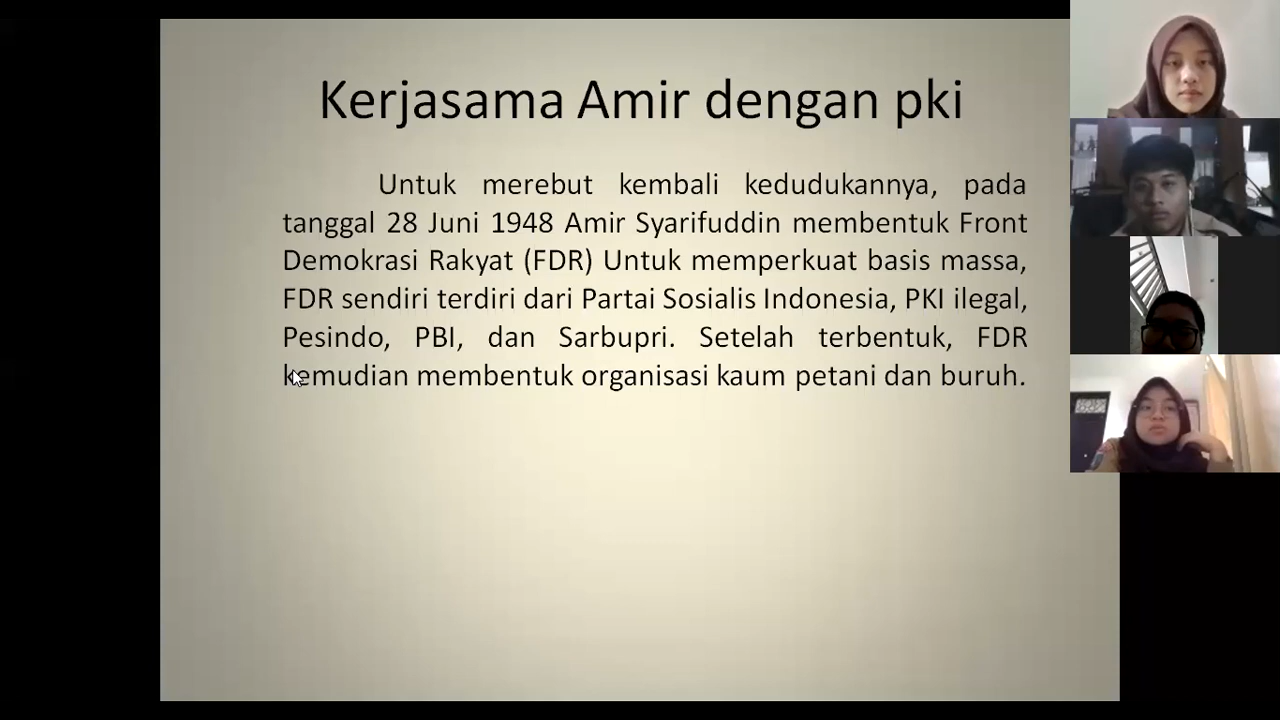 Kerjasama Amir dengan pki
Untuk merebut kembali kedudukannya, pada
tanggal 28 Juni 1948 Amir Syarifuddin membentuk Front
Demokrasi Rakyat (FDR) Untuk memperkuat basis massa,
FDR sendiri terdiri dari Partai Sosialis Indonesia, PKI ilegal,
Pesindo, PBI, dan Sarbupri. Setelah terbentuk, FDR
kemudian membentuk organisasi kaum petani dan buruh.